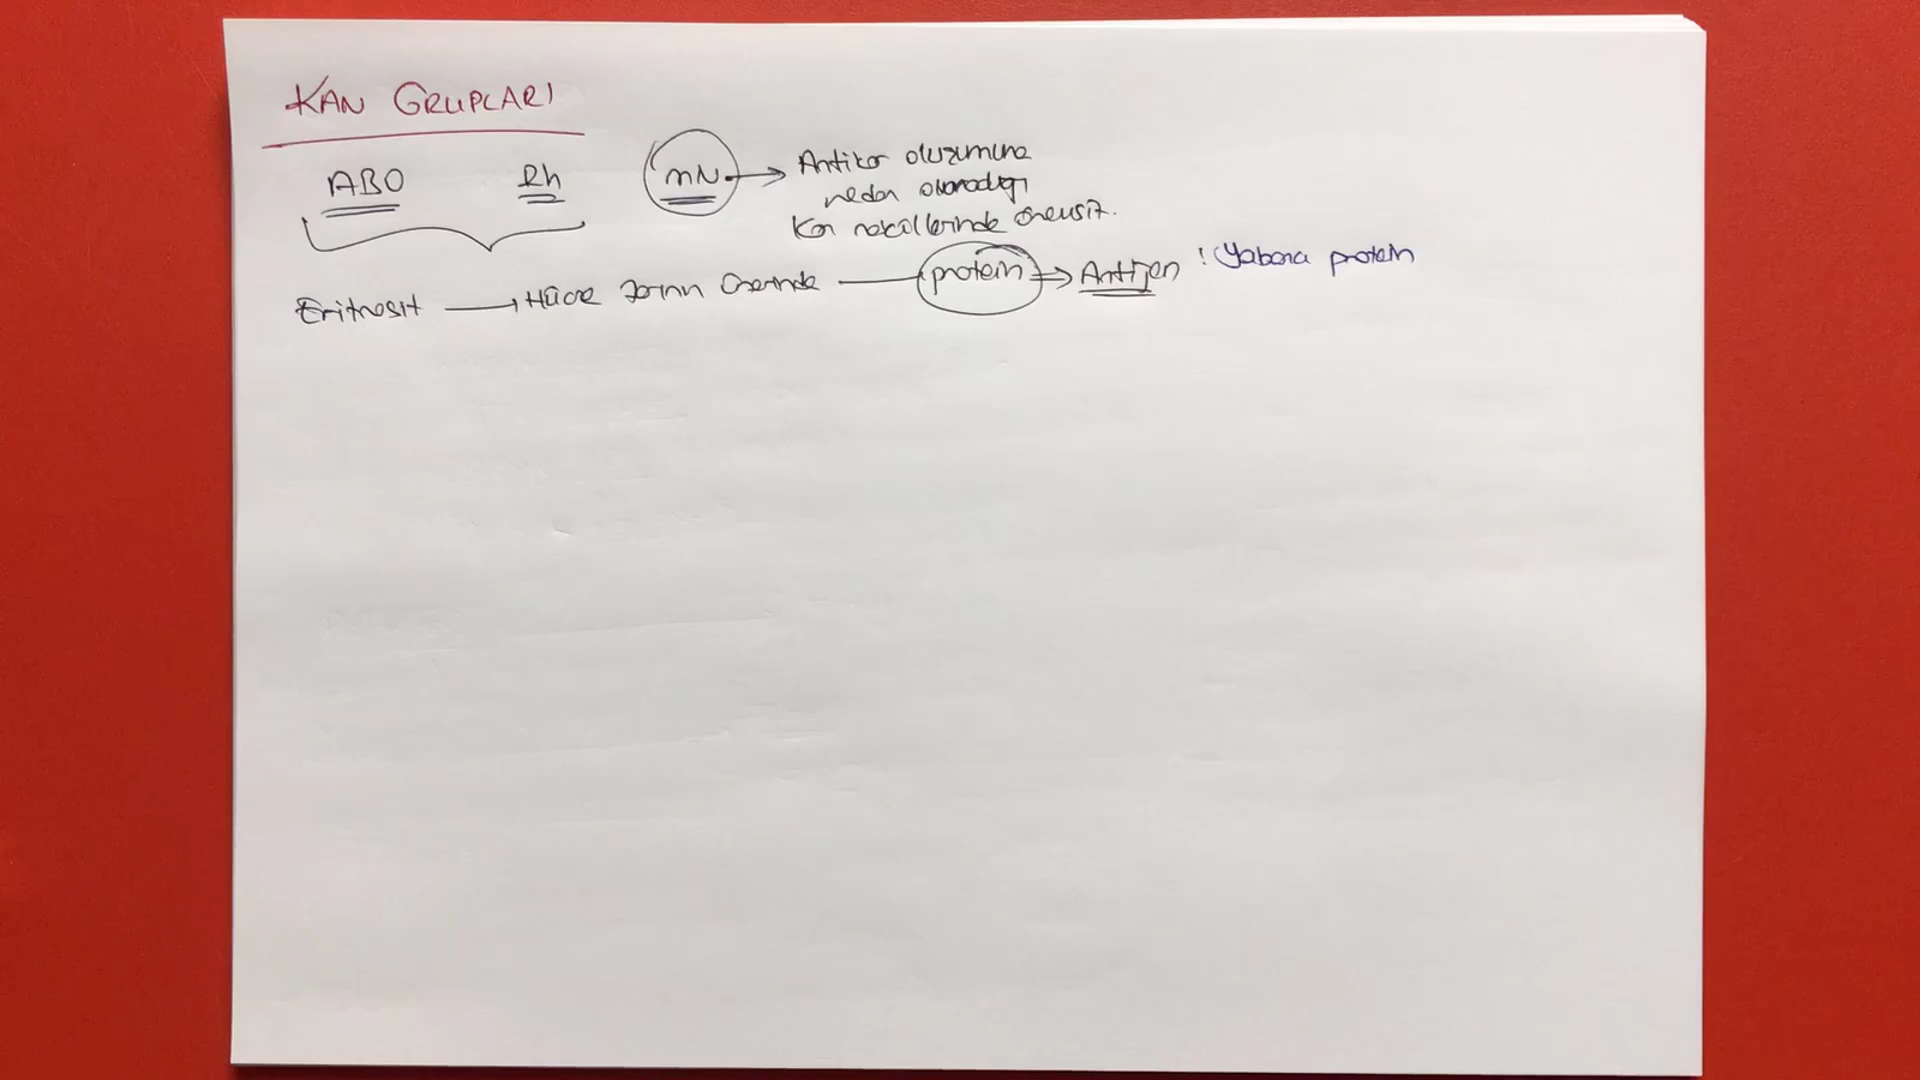 KAN GRUPLARI
ABO Rh MN → Antikor oluşumuna
neden olmadığı
Kan nakillerinde önemsiz.
Eritrosit → Hücre zarının üzerinde — protein → Antijen : Yabancı protein